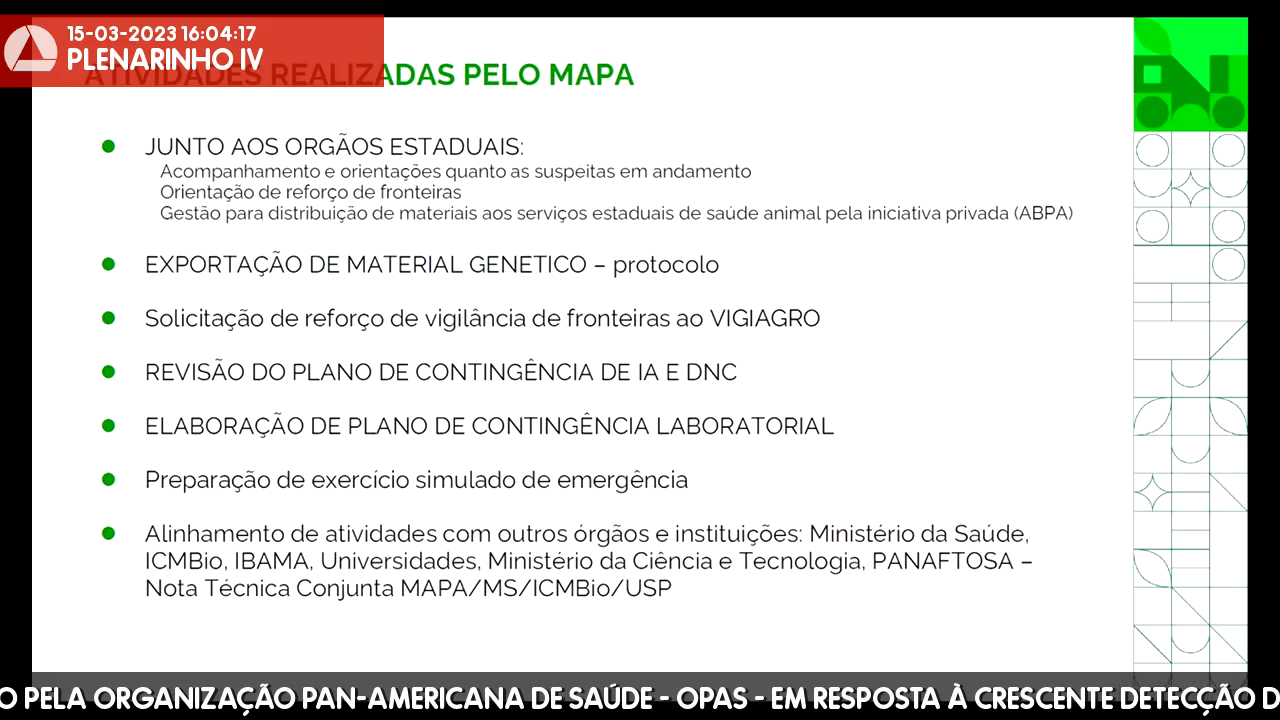 15-03-2023 16:04:17
PLENARINHO IV
ATIVIDADES REALIZADAS PELO MAPA
JUNTO AOS ORGÃOS ESTADUAIS:
Acompanhamento e orientações quanto as suspeitas em andamento
Orientação de reforço de fronteiras
Gestão para distribuição de materiais aos serviços estaduais de saúde animal pela iniciativa privada (ABPA)
EXPORTAÇÃO DE MATERIAL GENETICO – protocolo
Solicitação de reforço de vigilância de fronteiras ao VIGIAGRO
REVISÃO DO PLANO DE CONTINGÊNCIA DE IA E DNC
ELABORAÇÃO DE PLANO DE CONTINGÊNCIA LABORATORIAL
Preparação de exercício simulado de emergência
Alinhamento de atividades com outros órgãos e instituições: Ministério da Saúde,
ICMBio, IBAMA, Universidades, Ministério da Ciência e Tecnologia, PANAFTOSA –
Nota Técnica Conjunta MAPA/MS/ICMBio/USP
O PELA ORGANIZAÇÃO PAN-AMERICANA DE SAÚDE - OPAS - EM RESPOSTA À CRESCENTE DETECÇÃO D